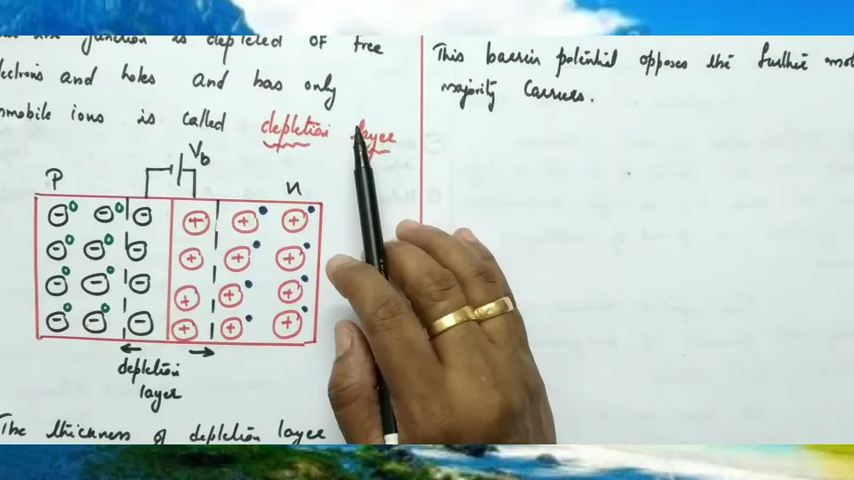 junction is depleted of free
electrons and holes and has only
immobile ions is called depletion layer
Vb
P
n
depletion
layer
The thickness of depletion layer
This barrier potential opposes the further
majority carriers.